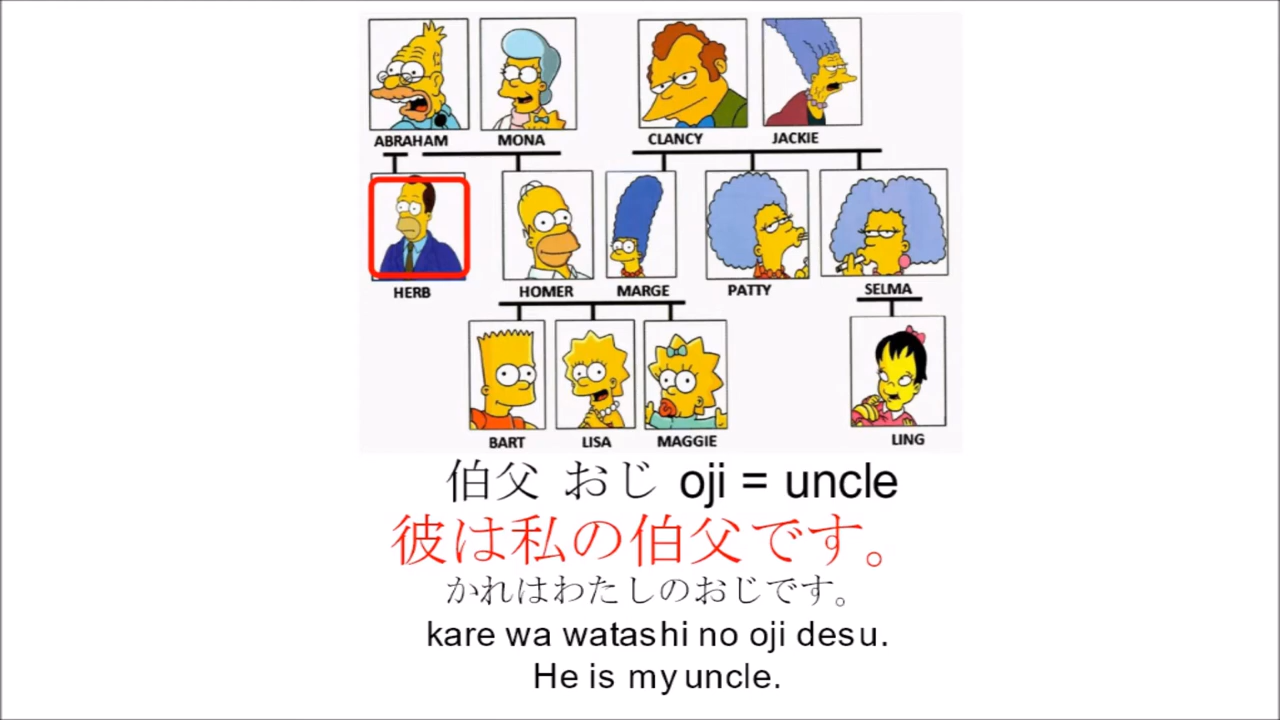 ABRAHAM MONA CLANCY JACKIE
HERB HOMER MARGE PATTY SELMA
BART LISA MAGGIE LING
伯父 おじ oji = uncle
彼は私の伯父です。
かれはわたしのおじです。
kare wa watashi no oji desu.
He is my uncle.